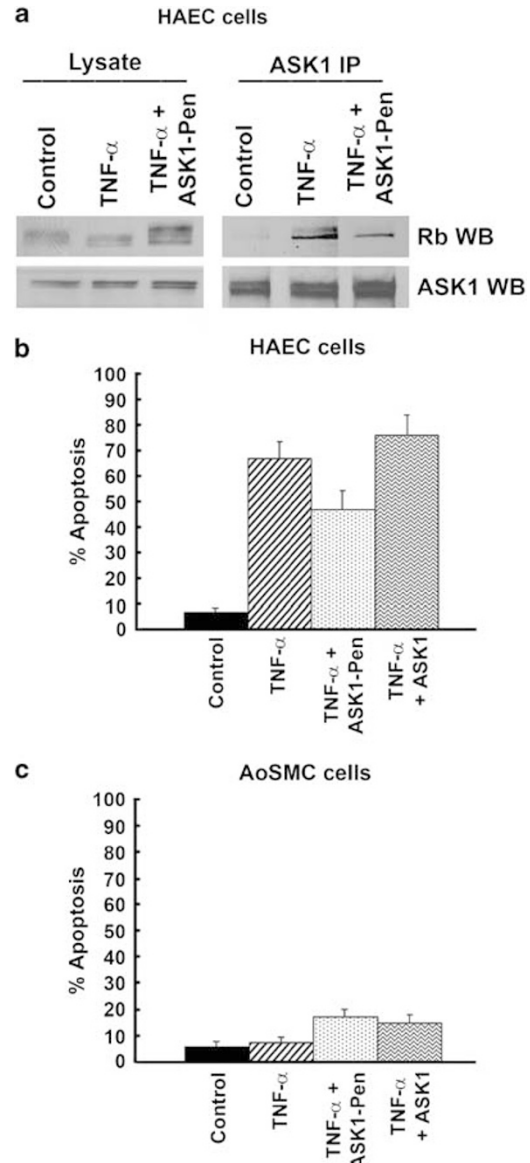 a
HAEC cells
Lysate
ASK1 IP
Control
TNF-α
TNF-α +
ASK1-Pen
Control
TNF-α
TNF-α +
ASK1-Pen
Rb WB
ASK1 WB
b
HAEC cells
% Apoptosis
100
90
80
70
60
50
40
30
20
10
0
Control
TNF-α
TNF-α +
ASK1-Pen
TNF-α
+ ASK1
c
AoSMC cells
% Apoptosis
100
90
80
70
60
50
40
30
20
10
0
Control
TNF-α
TNF-α +
ASK1-Pen
TNF-α
+ ASK1